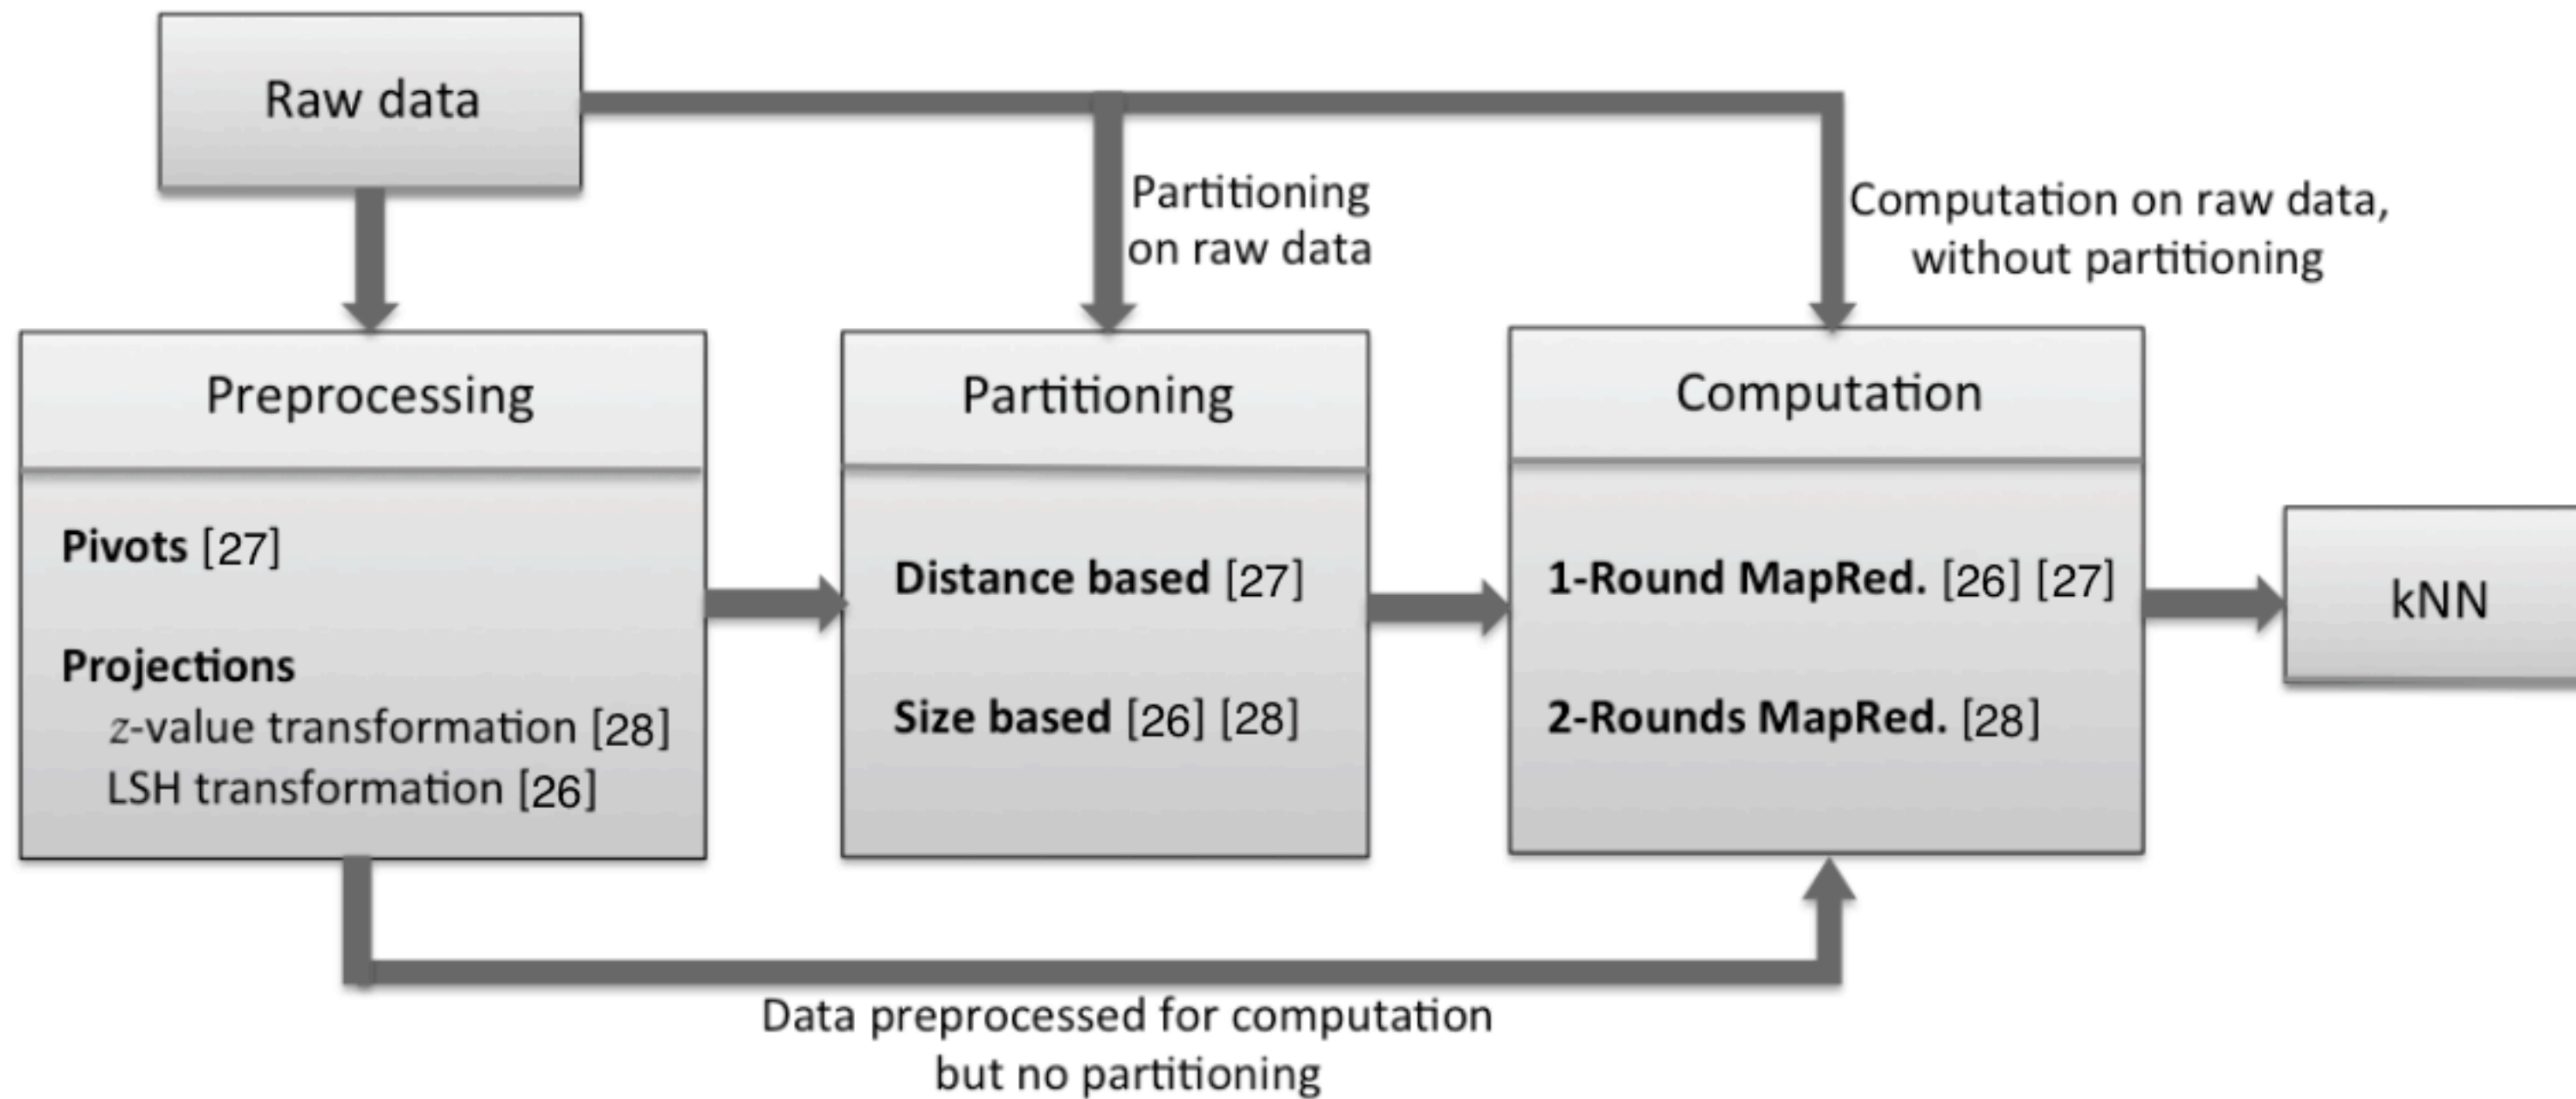 Raw data
Partitioning
on raw data
Computation on raw data,
without partitioning
Preprocessing
Pivots [27]
Projections
z-value transformation [28]
LSH transformation [26]
Partitioning
Distance based [27]
Size based [26] [28]
Computation
1-Round MapRed. [26] [27]
2-Rounds MapRed. [28]
kNN
Data preprocessed for computation
but no partitioning